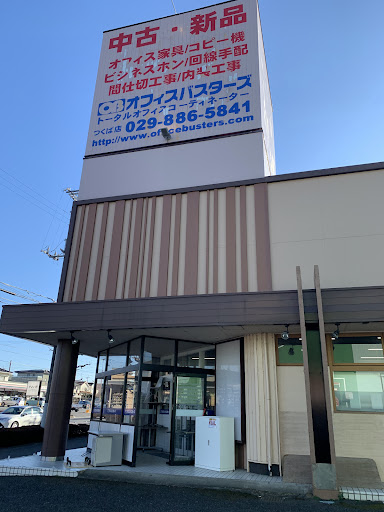 中古・新品
オフィス家具/コピー機
ビジネスホン/回線手配
間仕切工事/内装工事
OB オフィスバスターズ
トータルオフィスコーディネーター
つくば店 029-886-5841
http://www.officebusters.com